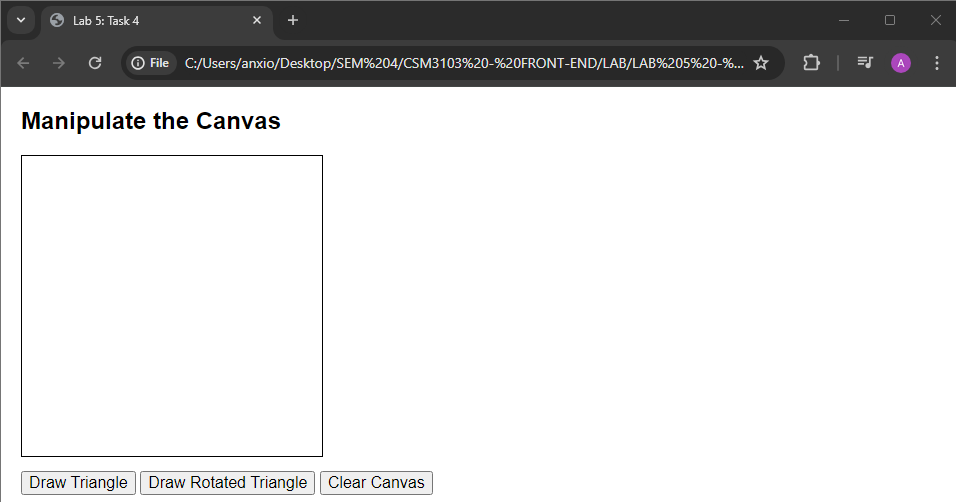 Lab 5: Task 4
File C:/Users/anxio/Desktop/SEM%204/CSM3103%20-%20FRONT-END/LAB/LAB%205%20-%... A
Manipulate the Canvas
Draw Triangle Draw Rotated Triangle Clear Canvas